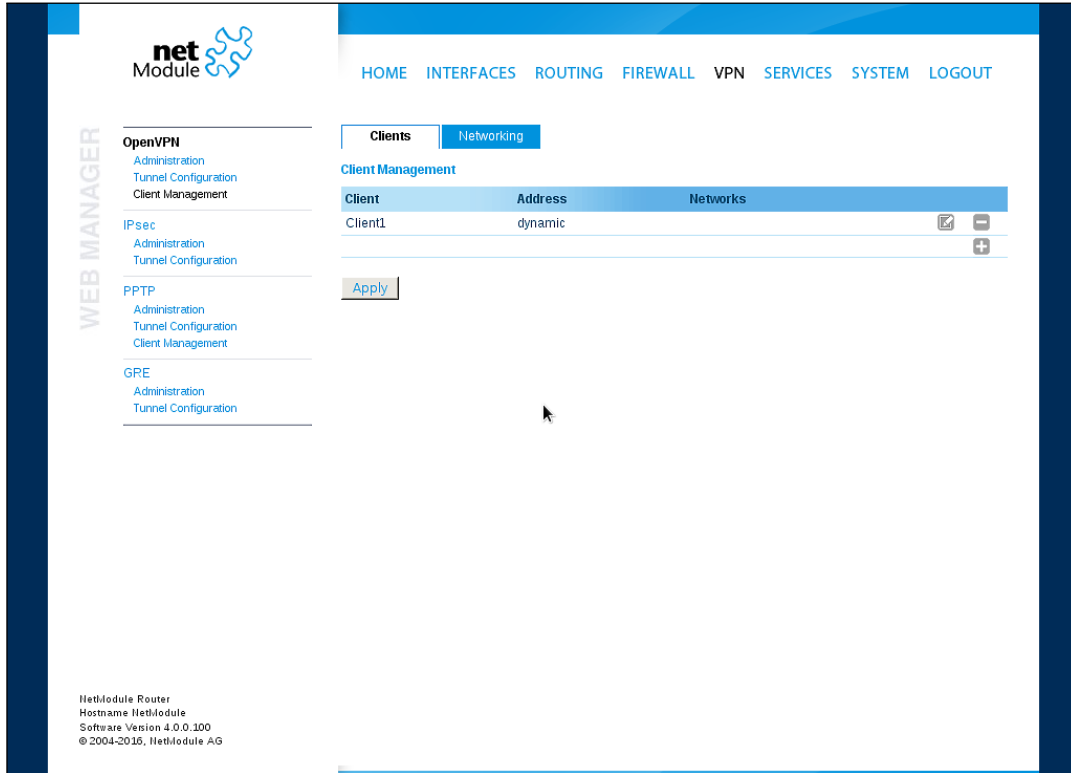 net
Module
HOME INTERFACES ROUTING FIREWALL VPN SERVICES SYSTEM LOGOUT
WEB MANAGER
OpenVPN
Administration
Tunnel Configuration
Client Management
IPsec
Administration
Tunnel Configuration
PPTP
Administration
Tunnel Configuration
Client Management
GRE
Administration
Tunnel Configuration
Clients Networking
Client Management
Client Address Networks
Client1 dynamic
Apply
NetModule Router
Hostname NetModule
Software Version 4.0.0.100
© 2004-2016, NetModule AG